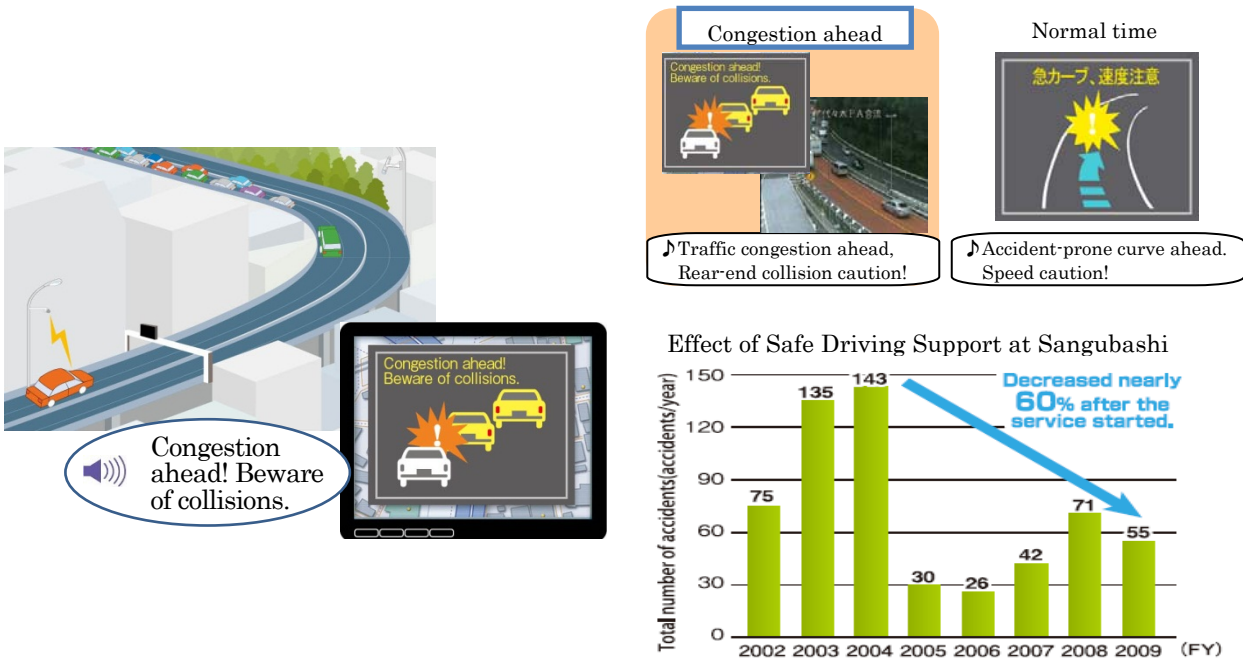 Congestion ahead
Congestion ahead!
Beware of collisions.
♪Traffic congestion ahead,
Rear-end collision caution!
Normal time
急カーブ、速度注意
♪Accident-prone curve ahead.
Speed caution!
Congestion
ahead! Beware
of collisions.
Congestion ahead!
Beware of collisions.
Effect of Safe Driving Support at Sangubashi
Total number of accidents(accidents/year)
150
120
90
60
30
0
75
135
143
30
26
42
71
55
Decreased nearly
60% after the
service started.
2002 2003 2004 2005 2006 2007 2008 2009 (FY)